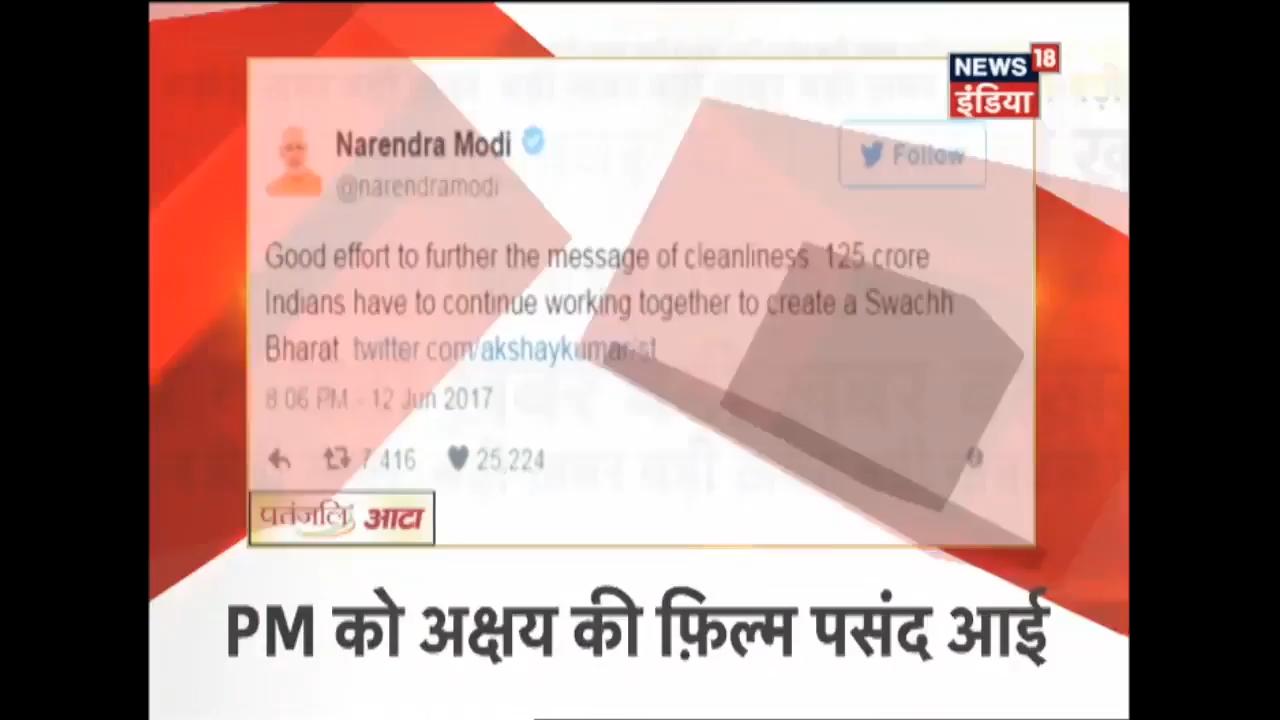 NEWS 18
इंडिया
Narendra Modi
@narendramodi
Follow
Good effort to further the message of cleanliness 125 crore
Indians have to continue working together to create a Swachh
Bharat twitter com/akshaykumar/st
8 06 PM - 12 Jun 2017
7,416 25,224
पतंजलि आटा
PM को अक्षय की फ़िल्म पसंद आई